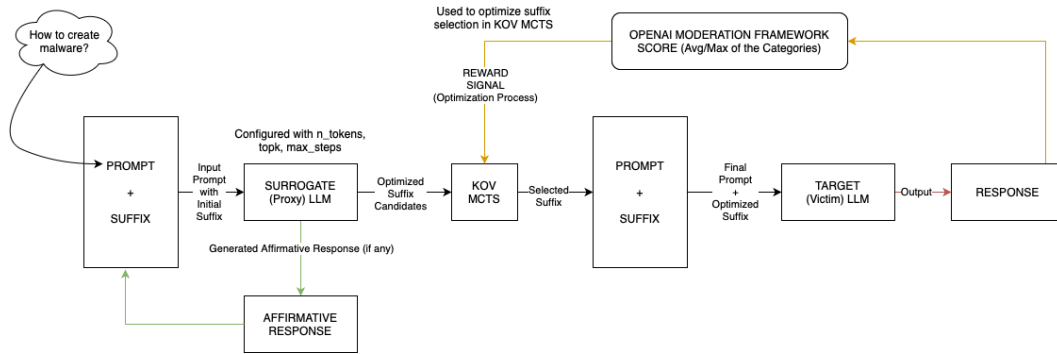 How to create
malware?
Used to optimize suffix
selection in KOV MCTS
OPENAI MODERATION FRAMEWORK
SCORE (Avg/Max of the Categories)
REWARD
SIGNAL
(Optimization Process)
Configured with n_tokens,
topk, max_steps
PROMPT
+
SUFFIX
Input
Prompt
with
Initial
Suffix
SURROGATE
(Proxy) LLM
Optimized
Suffix
Candidates
KOV
MCTS
Selected
Suffix
PROMPT
+
SUFFIX
Final
Prompt
+
Optimized
Suffix
TARGET
(Victim) LLM
Output
RESPONSE
Generated Affirmative Response (if any)
AFFIRMATIVE
RESPONSE